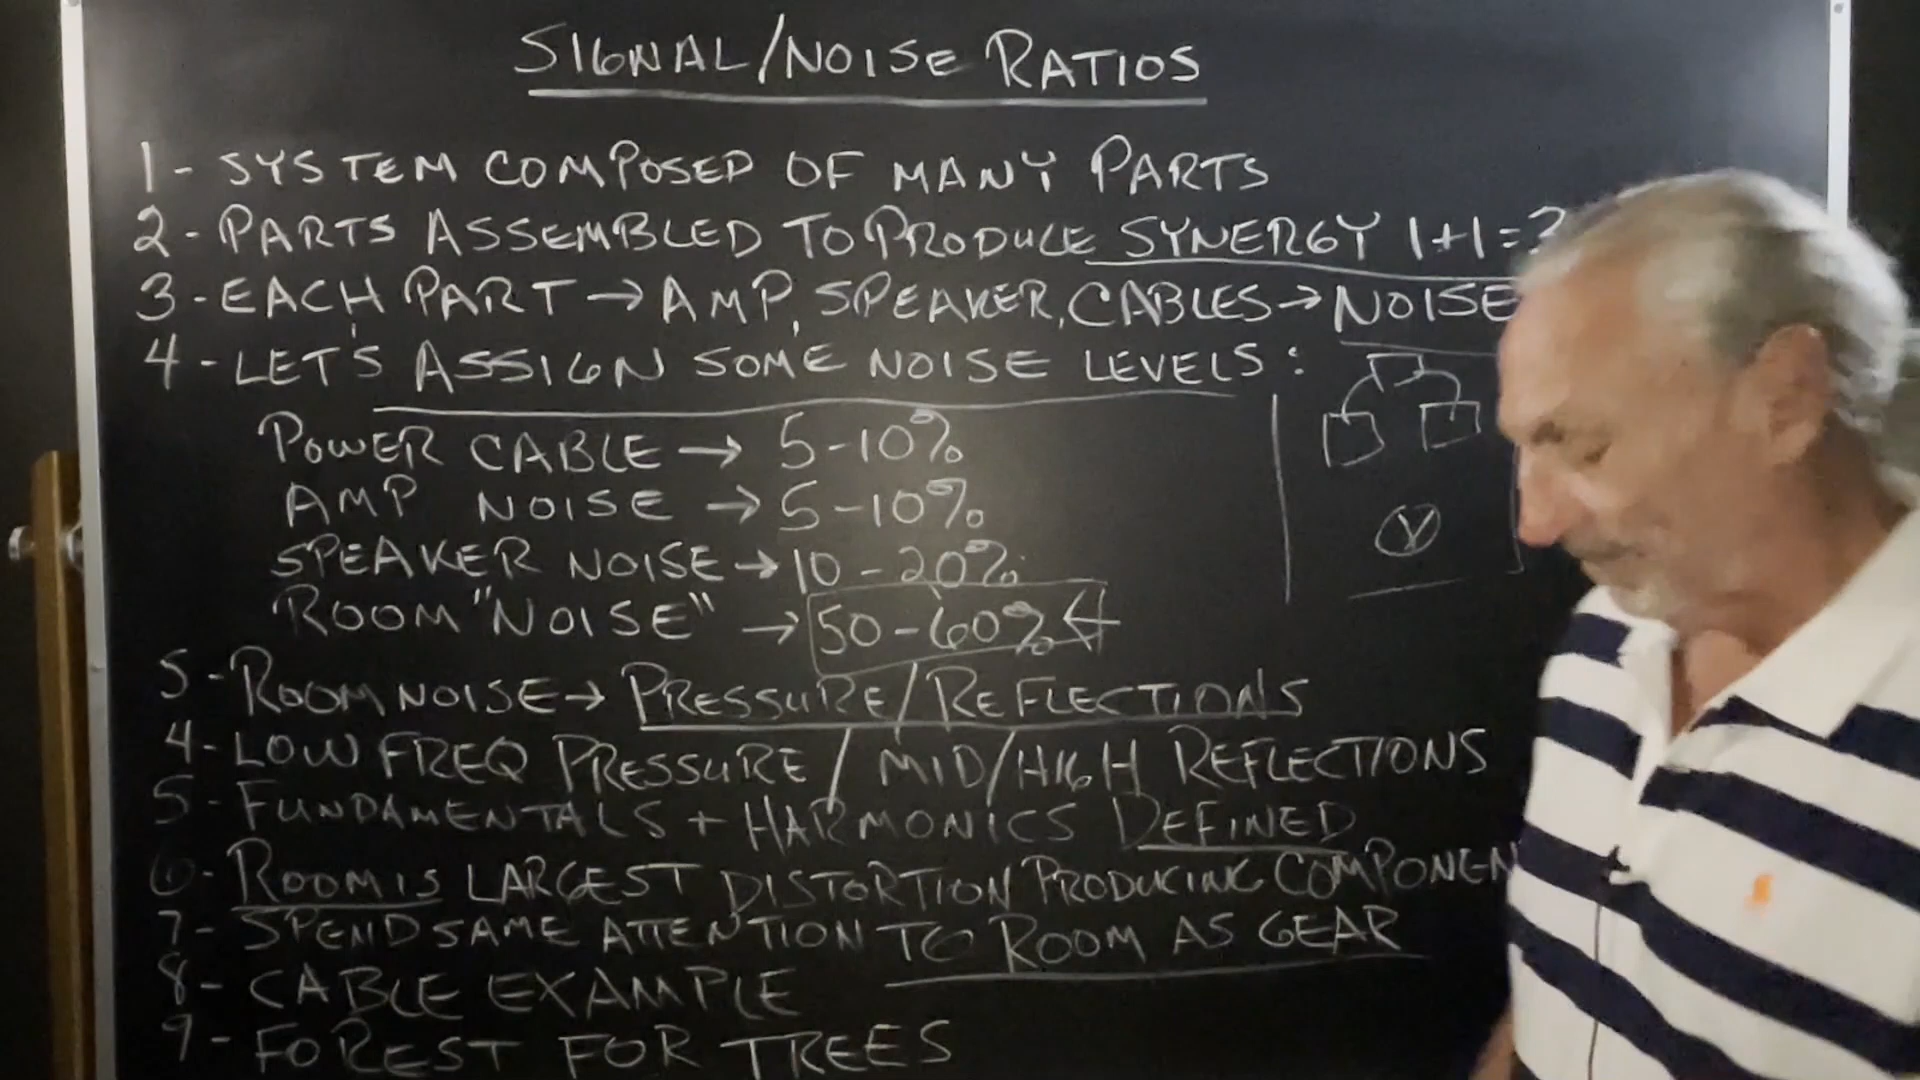 SIGNAL/NOISE RATIOS
1 - SYSTEM COMPOSED OF MANY PARTS
2 - PARTS ASSEMBLED TO PRODUCE SYNERGY 1+1=3
3 - EACH PART → AMP, SPEAKER, CABLES → NOISE
4 - LET'S ASSIGN SOME NOISE LEVELS:
POWER CABLE → 5-10%
AMP NOISE → 5-10%
SPEAKER NOISE → 10-20%
ROOM "NOISE" → 50-60% ←
5 - ROOM NOISE → PRESSURE/REFLECTIONS
4 - LOW FREQ PRESSURE / MID/HIGH REFLECTIONS
5 - FUNDAMENTALS + HARMONICS DEFINED
6 - ROOM IS LARGEST DISTORTION PRODUCING COMPONEN
7 - SPEND SAME ATTENTION TO ROOM AS GEAR
8 - CABLE EXAMPLE
9 - FOREST FOR TREES